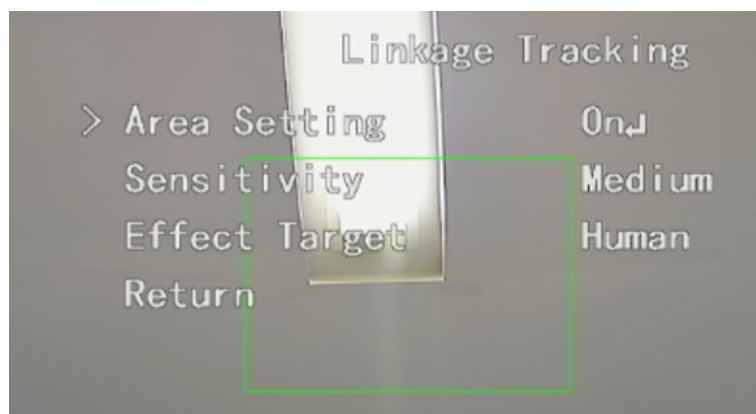 Linkage Tracking
> Area Setting On↵
Sensitivity Medium
Effect Target Human
Return